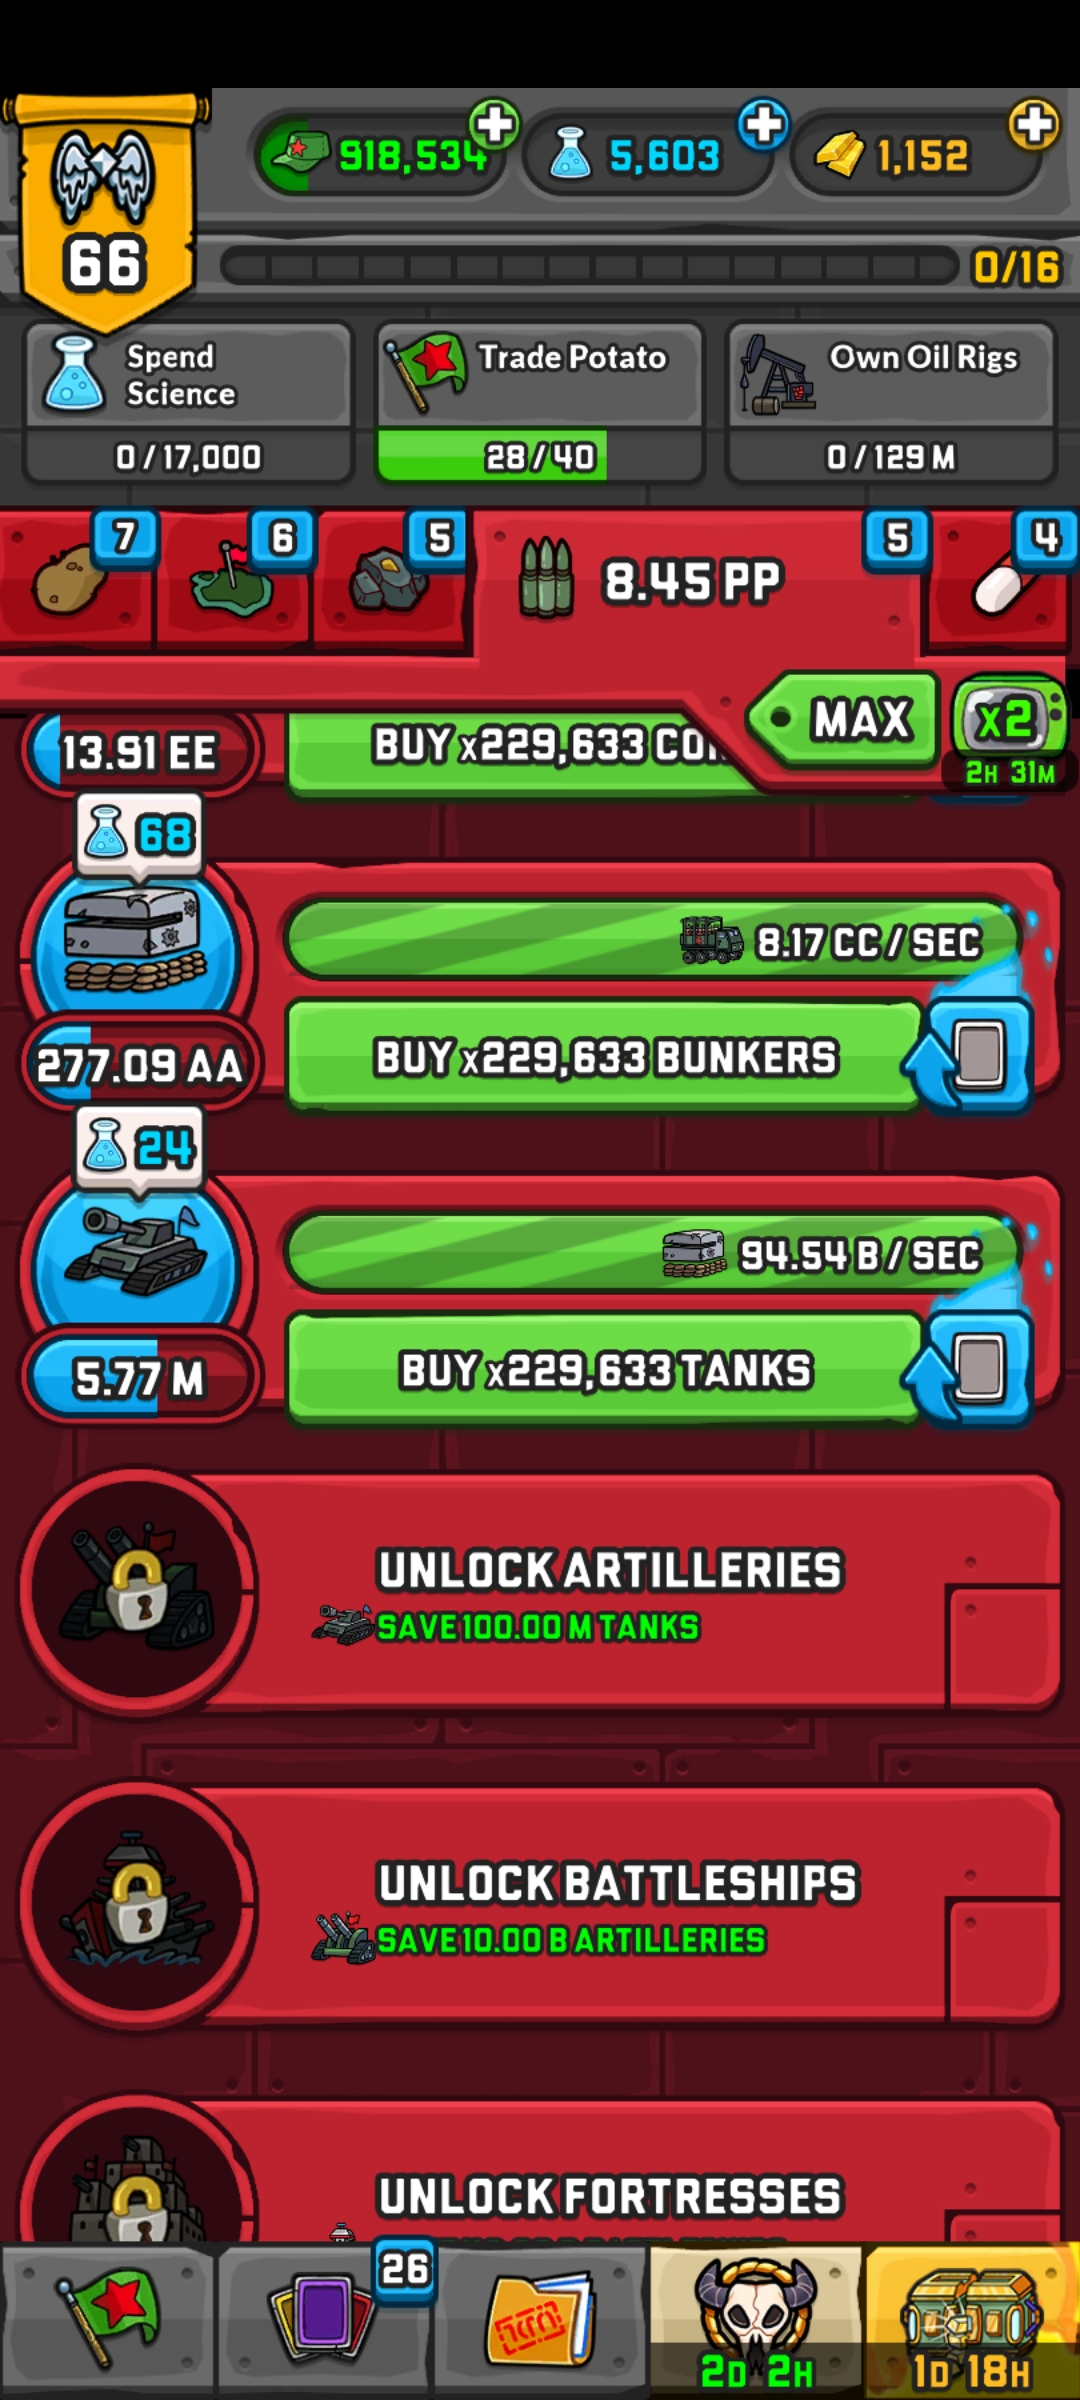 918,534
5,603
1,152
66
0/16
Spend
Science
0/17,000
Trade Potato
28/40
Own Oil Rigs
0/129 M
7
6
5
8.45 PP
5
4
MAX
x2
2H 31M
13.91 EE
BUY x229,633
68
8.17 CC / SEC
277.09 AA
BUY x229,633 BUNKERS
24
94.54 B / SEC
5.77 M
BUY x229,633 TANKS
UNLOCK ARTILLERIES
SAVE 100.00 M TANKS
UNLOCK BATTLESHIPS
SAVE 10.00 B ARTILLERIES
UNLOCK FORTRESSES
26
2D 2H
1D 18H